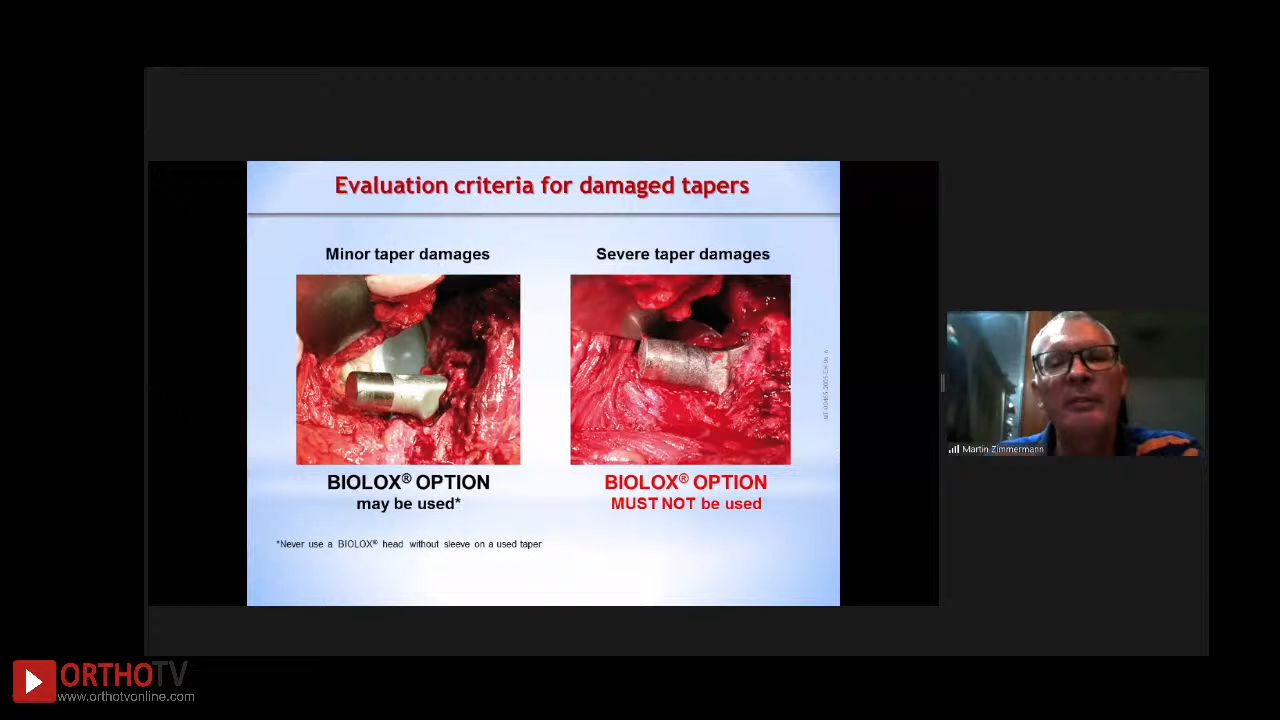 Evaluation criteria for damaged tapers
Minor taper damages
Severe taper damages
BIOLOX® OPTION
may be used*
BIOLOX® OPTION
MUST NOT be used
*Never use a BIOLOX® head without sleeve on a used taper
Martin Zimmermann
ORTHOTV
www.orthotvonline.com